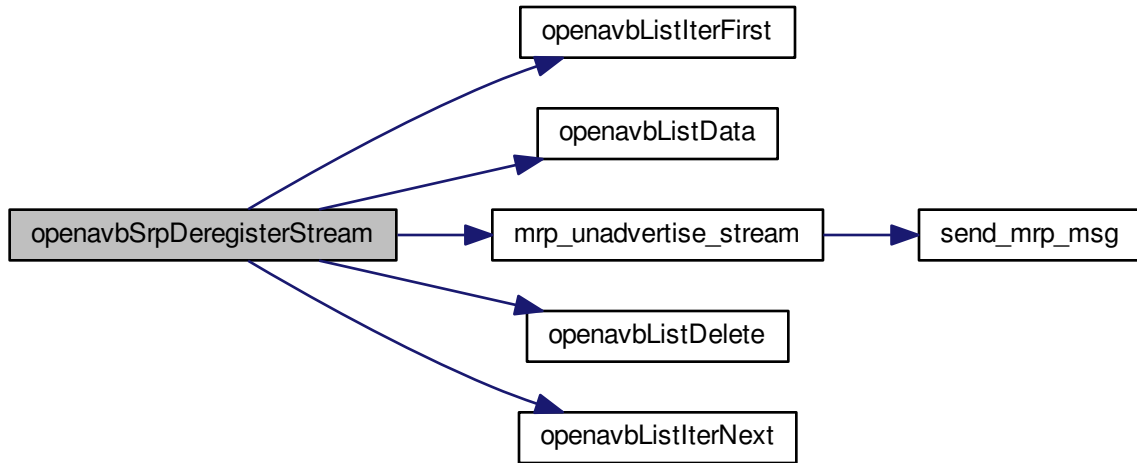 openavbListIterFirst
openavbListData
openavbSrpDeregisterStream
mrp_unadvertise_stream
send_mrp_msg
openavbListDelete
openavbListIterNext